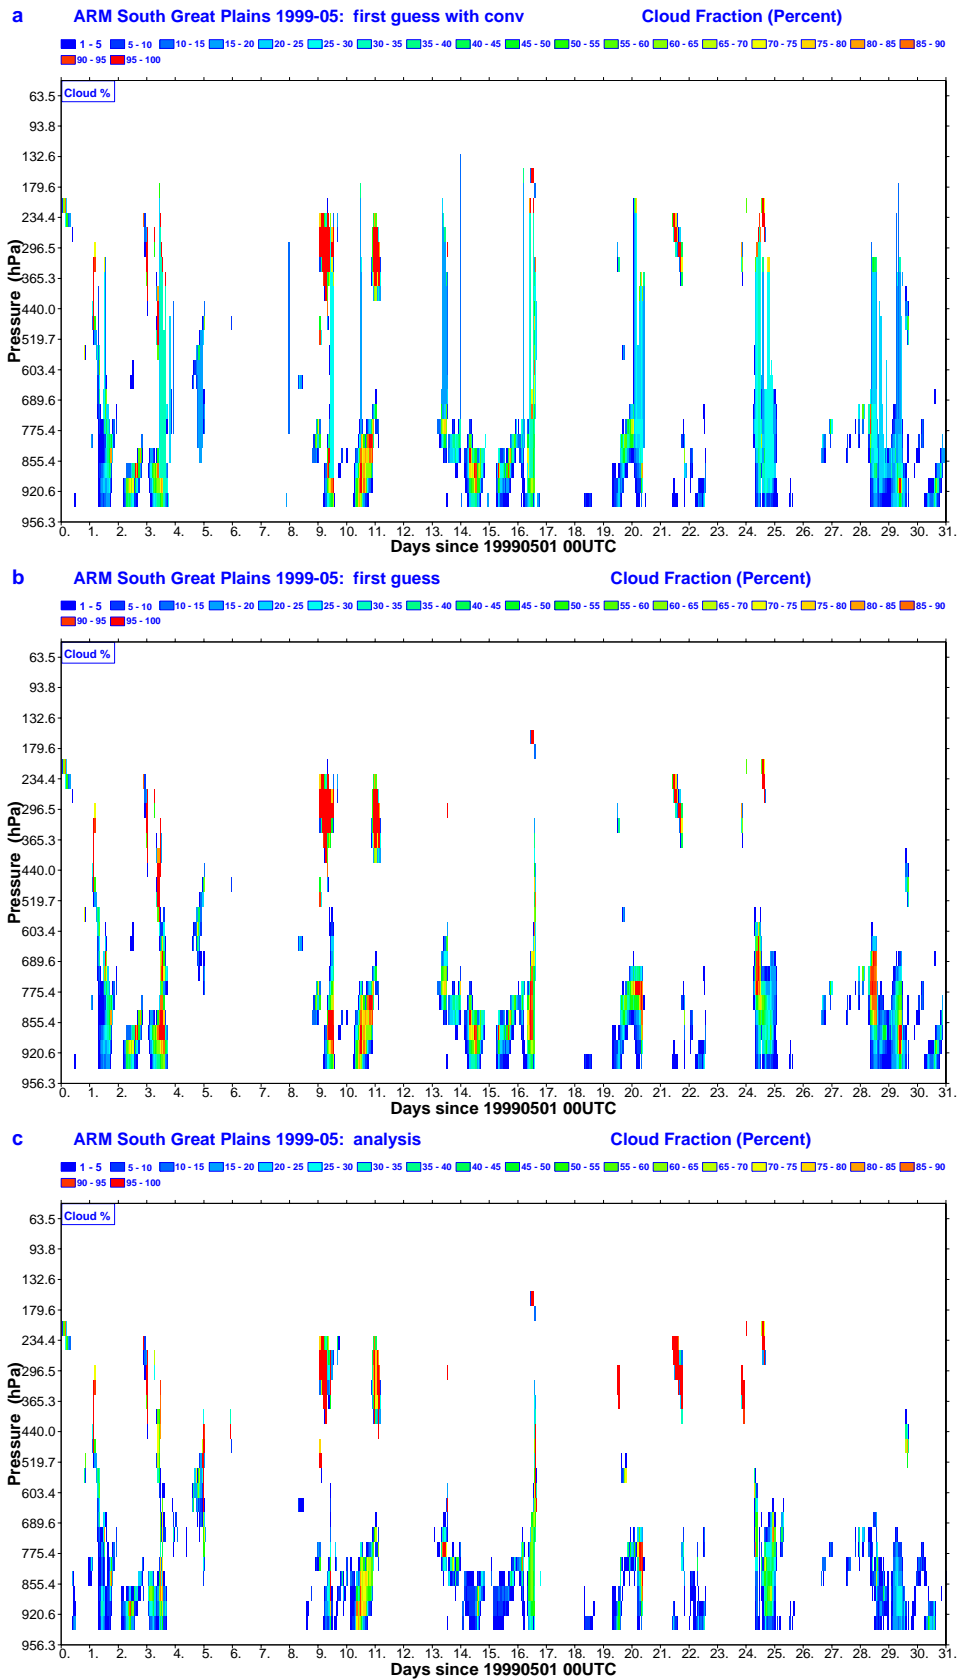 a
ARM South Great Plains 1999-05: first guess with conv Cloud Fraction (Percent)
1 - 5 5 - 10 10 - 15 15 - 20 20 - 25 25 - 30 30 - 35 35 - 40 40 - 45 45 - 50 50 - 55 55 - 60 60 - 65 65 - 70 70 - 75 75 - 80 80 - 85 85 - 90
90 - 95 95 - 100
Cloud %
63.5
93.8
132.6
179.6
234.4
296.5
365.3
440.0
519.7
603.4
689.6
775.4
855.4
920.6
956.3
Pressure (hPa)
0. 1. 2. 3. 4. 5. 6. 7. 8. 9. 10. 11. 12. 13. 14. 15. 16. 17. 18. 19. 20. 21. 22. 23. 24. 25. 26. 27. 28. 29. 30. 31.
Days since 19990501 00UTC
b
ARM South Great Plains 1999-05: first guess Cloud Fraction (Percent)
1 - 5 5 - 10 10 - 15 15 - 20 20 - 25 25 - 30 30 - 35 35 - 40 40 - 45 45 - 50 50 - 55 55 - 60 60 - 65 65 - 70 70 - 75 75 - 80 80 - 85 85 - 90
90 - 95 95 - 100
Cloud %
63.5
93.8
132.6
179.6
234.4
296.5
365.3
440.0
519.7
603.4
689.6
775.4
855.4
920.6
956.3
Pressure (hPa)
0. 1. 2. 3. 4. 5. 6. 7. 8. 9. 10. 11. 12. 13. 14. 15. 16. 17. 18. 19. 20. 21. 22. 23. 24. 25. 26. 27. 28. 29. 30. 31.
Days since 19990501 00UTC
c
ARM South Great Plains 1999-05: analysis Cloud Fraction (Percent)
1 - 5 5 - 10 10 - 15 15 - 20 20 - 25 25 - 30 30 - 35 35 - 40 40 - 45 45 - 50 50 - 55 55 - 60 60 - 65 65 - 70 70 - 75 75 - 80 80 - 85 85 - 90
90 - 95 95 - 100
Cloud %
63.5
93.8
132.6
179.6
234.4
296.5
365.3
440.0
519.7
603.4
689.6
775.4
855.4
920.6
956.3
Pressure (hPa)
0. 1. 2. 3. 4. 5. 6. 7. 8. 9. 10. 11. 12. 13. 14. 15. 16. 17. 18. 19. 20. 21. 22. 23. 24. 25. 26. 27. 28. 29. 30. 31.
Days since 19990501 00UTC